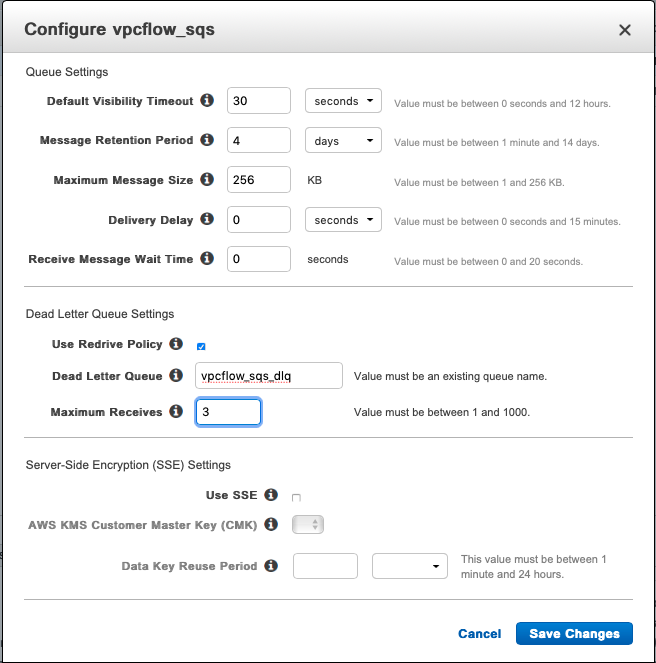 Configure vpcflow_sqs
Queue Settings
Default Visibility Timeout 30 seconds Value must be between 0 seconds and 12 hours.
Message Retention Period 4 days Value must be between 1 minute and 14 days.
Maximum Message Size 256 KB Value must be between 1 and 256 KB.
Delivery Delay 0 seconds Value must be between 0 seconds and 15 minutes.
Receive Message Wait Time 0 seconds Value must be between 0 and 20 seconds.
Dead Letter Queue Settings
Use Redrive Policy
Dead Letter Queue vpcflow_sqs_dlq Value must be an existing queue name.
Maximum Receives 3 Value must be between 1 and 1000.
Server-Side Encryption (SSE) Settings
Use SSE
AWS KMS Customer Master Key (CMK)
Data Key Reuse Period This value must be between 1
minute and 24 hours.
Cancel Save Changes